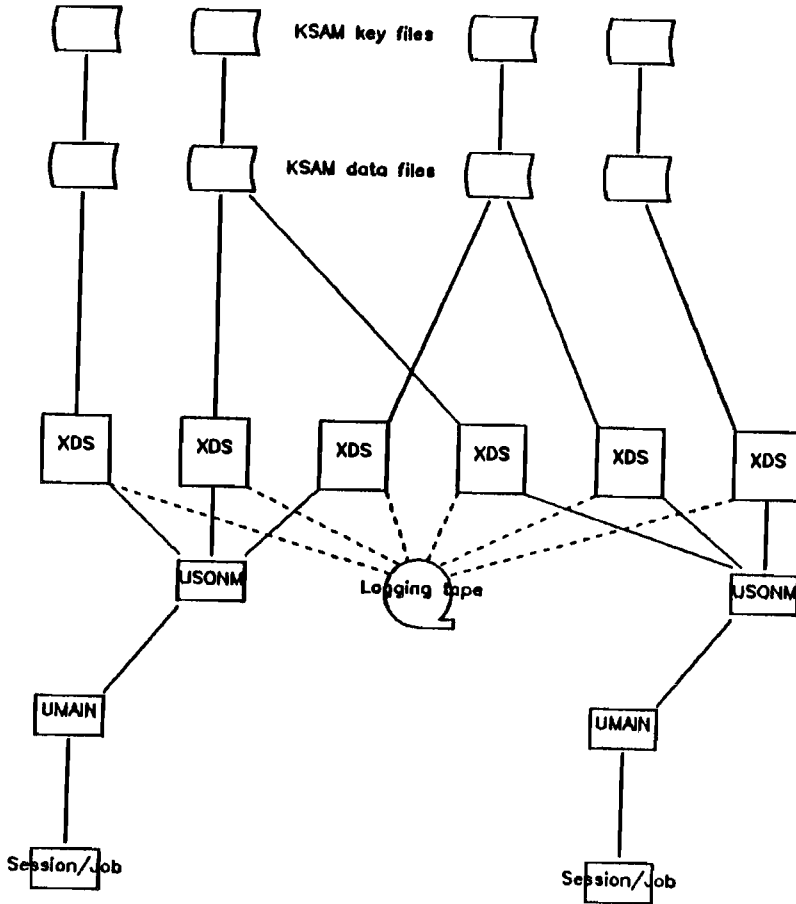 KSAM key files
KSAM data files
XDS
XDS
XDS
XDS
XDS
XDS
USONM
Logging tape
USONM
UMAIN
UMAIN
Session/Job
Session/Job